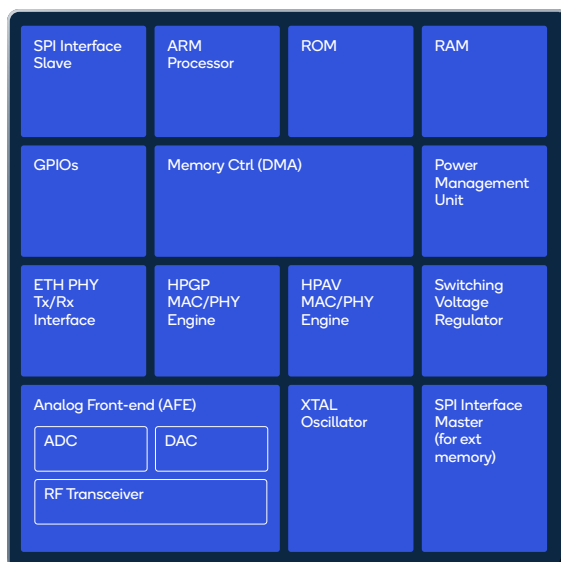 SPI Interface
Slave
ARM
Processor
ROM
RAM
GPIOs
Memory Ctrl (DMA)
Power
Management
Unit
ETH PHY
Tx/Rx
Interface
HPGP
MAC/PHY
Engine
HPAV
MAC/PHY
Engine
Switching
Voltage
Regulator
Analog Front-end (AFE)
ADC
DAC
RF Transceiver
XTAL
Oscillator
SPI Interface
Master
(for ext
memory)